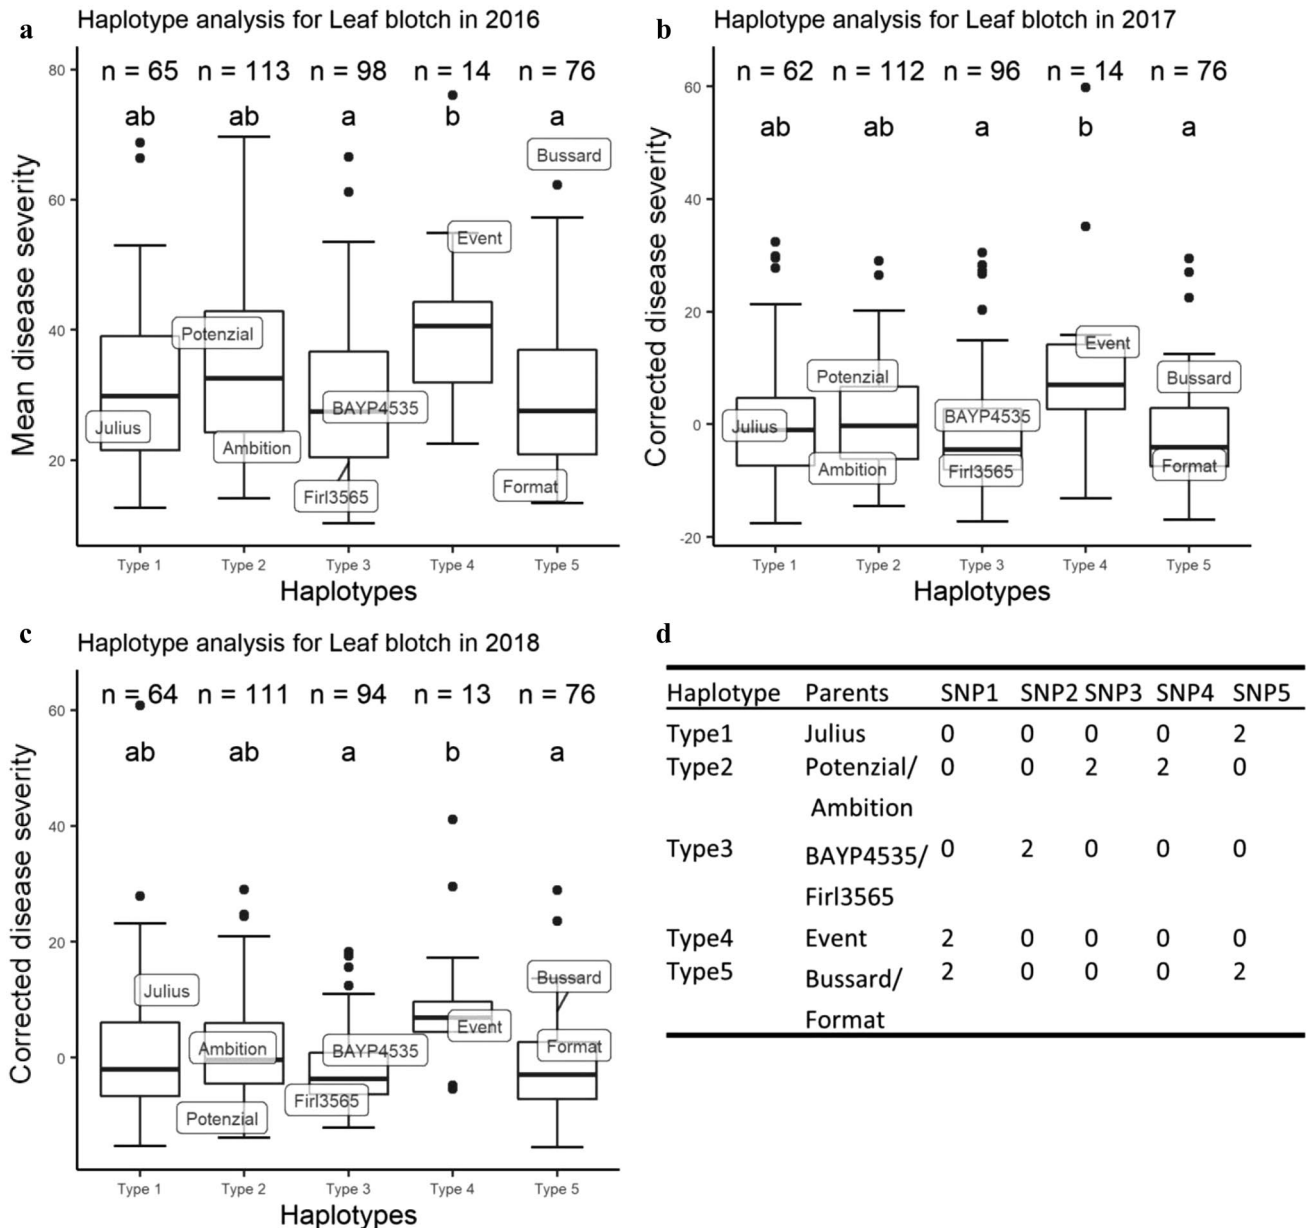 a
Haplotype analysis for Leaf blotch in 2016
n = 65 n = 113 n = 98 n = 14 n = 76
ab ab a b a
Mean disease severity
80
60
40
20
Bussard
Event
Potenzial
Julius
BAYP4535
Ambition
Firl3565
Format
Type 1 Type 2 Type 3 Type 4 Type 5
Haplotypes
b
Haplotype analysis for Leaf blotch in 2017
n = 62 n = 112 n = 96 n = 14 n = 76
ab ab a b a
Corrected disease severity
60
40
20
0
-20
Event
Potenzial
Bussard
BAYP4535
Julius
Ambition
Firl3565
Format
Type 1 Type 2 Type 3 Type 4 Type 5
Haplotypes
c
Haplotype analysis for Leaf blotch in 2018
n = 64 n = 111 n = 94 n = 13 n = 76
ab ab a b a
Corrected disease severity
60
40
20
0
Julius
Bussard
Event
Ambition
BAYP4535
Format
Firl3565
Potenzial
Type 1 Type 2 Type 3 Type 4 Type 5
Haplotypes
d
Haplotype Parents SNP1 SNP2 SNP3 SNP4 SNP5
Type1 Julius 0 0 0 0 2
Type2 Potenzial/ 0 0 2 2 0
Ambition
Type3 BAYP4535/ 0 2 0 0 0
Firl3565
Type4 Event 2 0 0 0 0
Type5 Bussard/ 2 0 0 0 2
Format